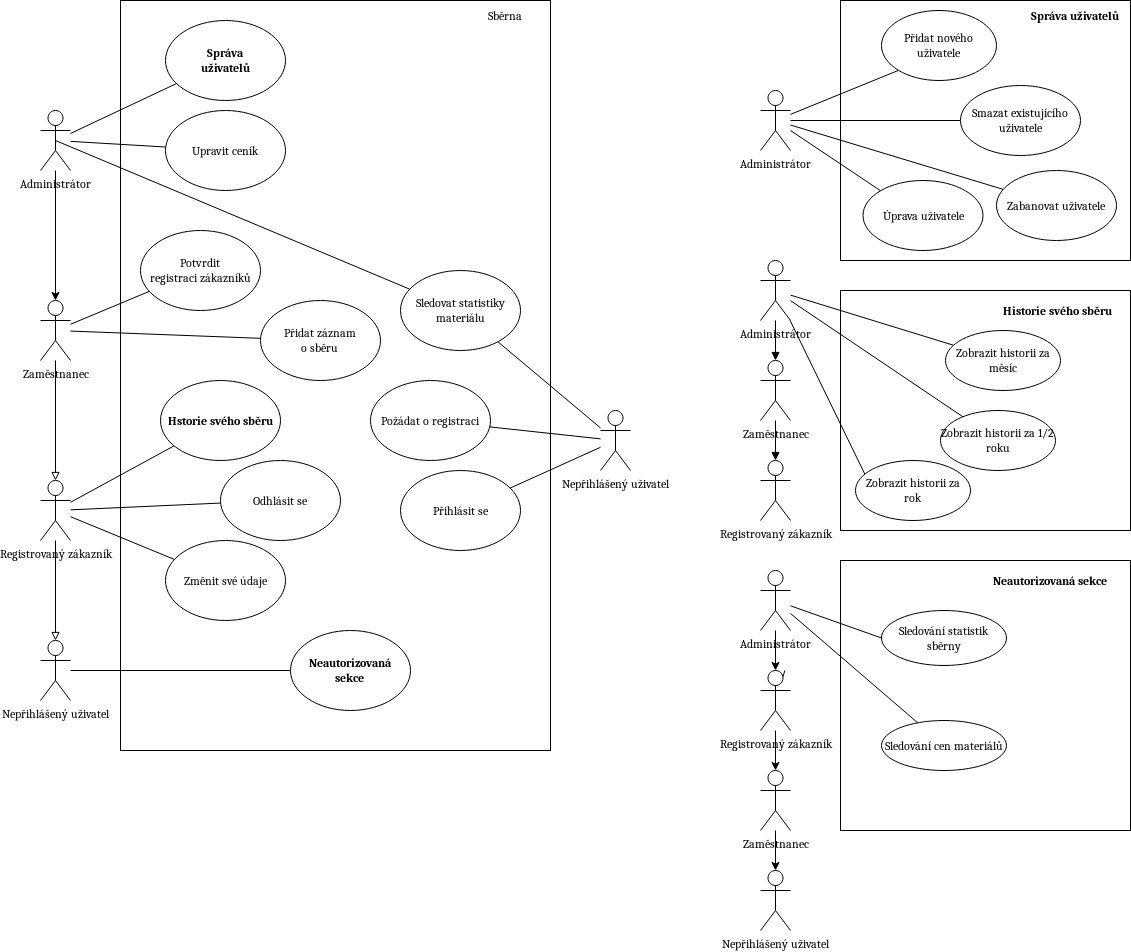 Sběrna
Správa
uživatelů
Upravit ceník
Administrátor
Potvrdit
registraci zákazníků
Sledovat statistiky
materiálu
Přidat záznam
o sběru
Zaměstnanec
Hstorie svého sběru
Požádat o registraci
Nepřihlášený uživatel
Odhlásit se
Přihlásit se
Registrovaný zákazník
Změnit své údaje
Neautorizovaná
sekce
Nepřihlášený uživatel
Správa uživatelů
Přidat nového
uživatele
Smazat existujícího
uživatele
Administrátor
Zabanovat uživatele
Úprava uživatele
Historie svého sběru
Administrátor
Zobrazit historii za
měsíc
Zaměstnanec
Zobrazit historii za 1/2
roku
Zobrazit historii za
rok
Registrovaný zákazník
Neautorizovaná sekce
Administrátor
Sledování statistik
sběrny
Registrovaný zákazník
Sledování cen materiálů
Zaměstnanec
Nepřihlášený uživatel